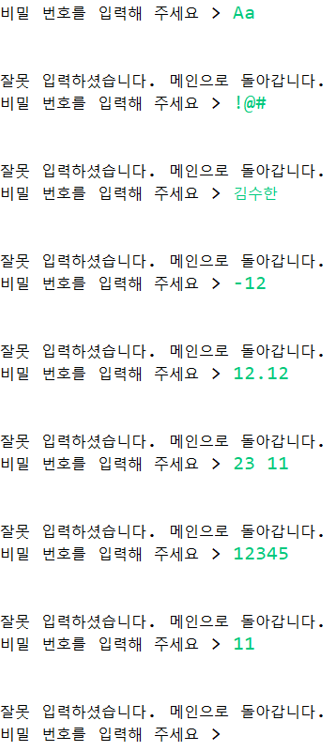 비밀 번호를 입력해 주세요 > Aa
잘못 입력하셨습니다. 메인으로 돌아갑니다.
비밀 번호를 입력해 주세요 > !@#
잘못 입력하셨습니다. 메인으로 돌아갑니다.
비밀 번호를 입력해 주세요 > 김수한
잘못 입력하셨습니다. 메인으로 돌아갑니다.
비밀 번호를 입력해 주세요 > -12
잘못 입력하셨습니다. 메인으로 돌아갑니다.
비밀 번호를 입력해 주세요 > 12.12
잘못 입력하셨습니다. 메인으로 돌아갑니다.
비밀 번호를 입력해 주세요 > 23 11
잘못 입력하셨습니다. 메인으로 돌아갑니다.
비밀 번호를 입력해 주세요 > 12345
잘못 입력하셨습니다. 메인으로 돌아갑니다.
비밀 번호를 입력해 주세요 > 11
잘못 입력하셨습니다. 메인으로 돌아갑니다.
비밀 번호를 입력해 주세요 >